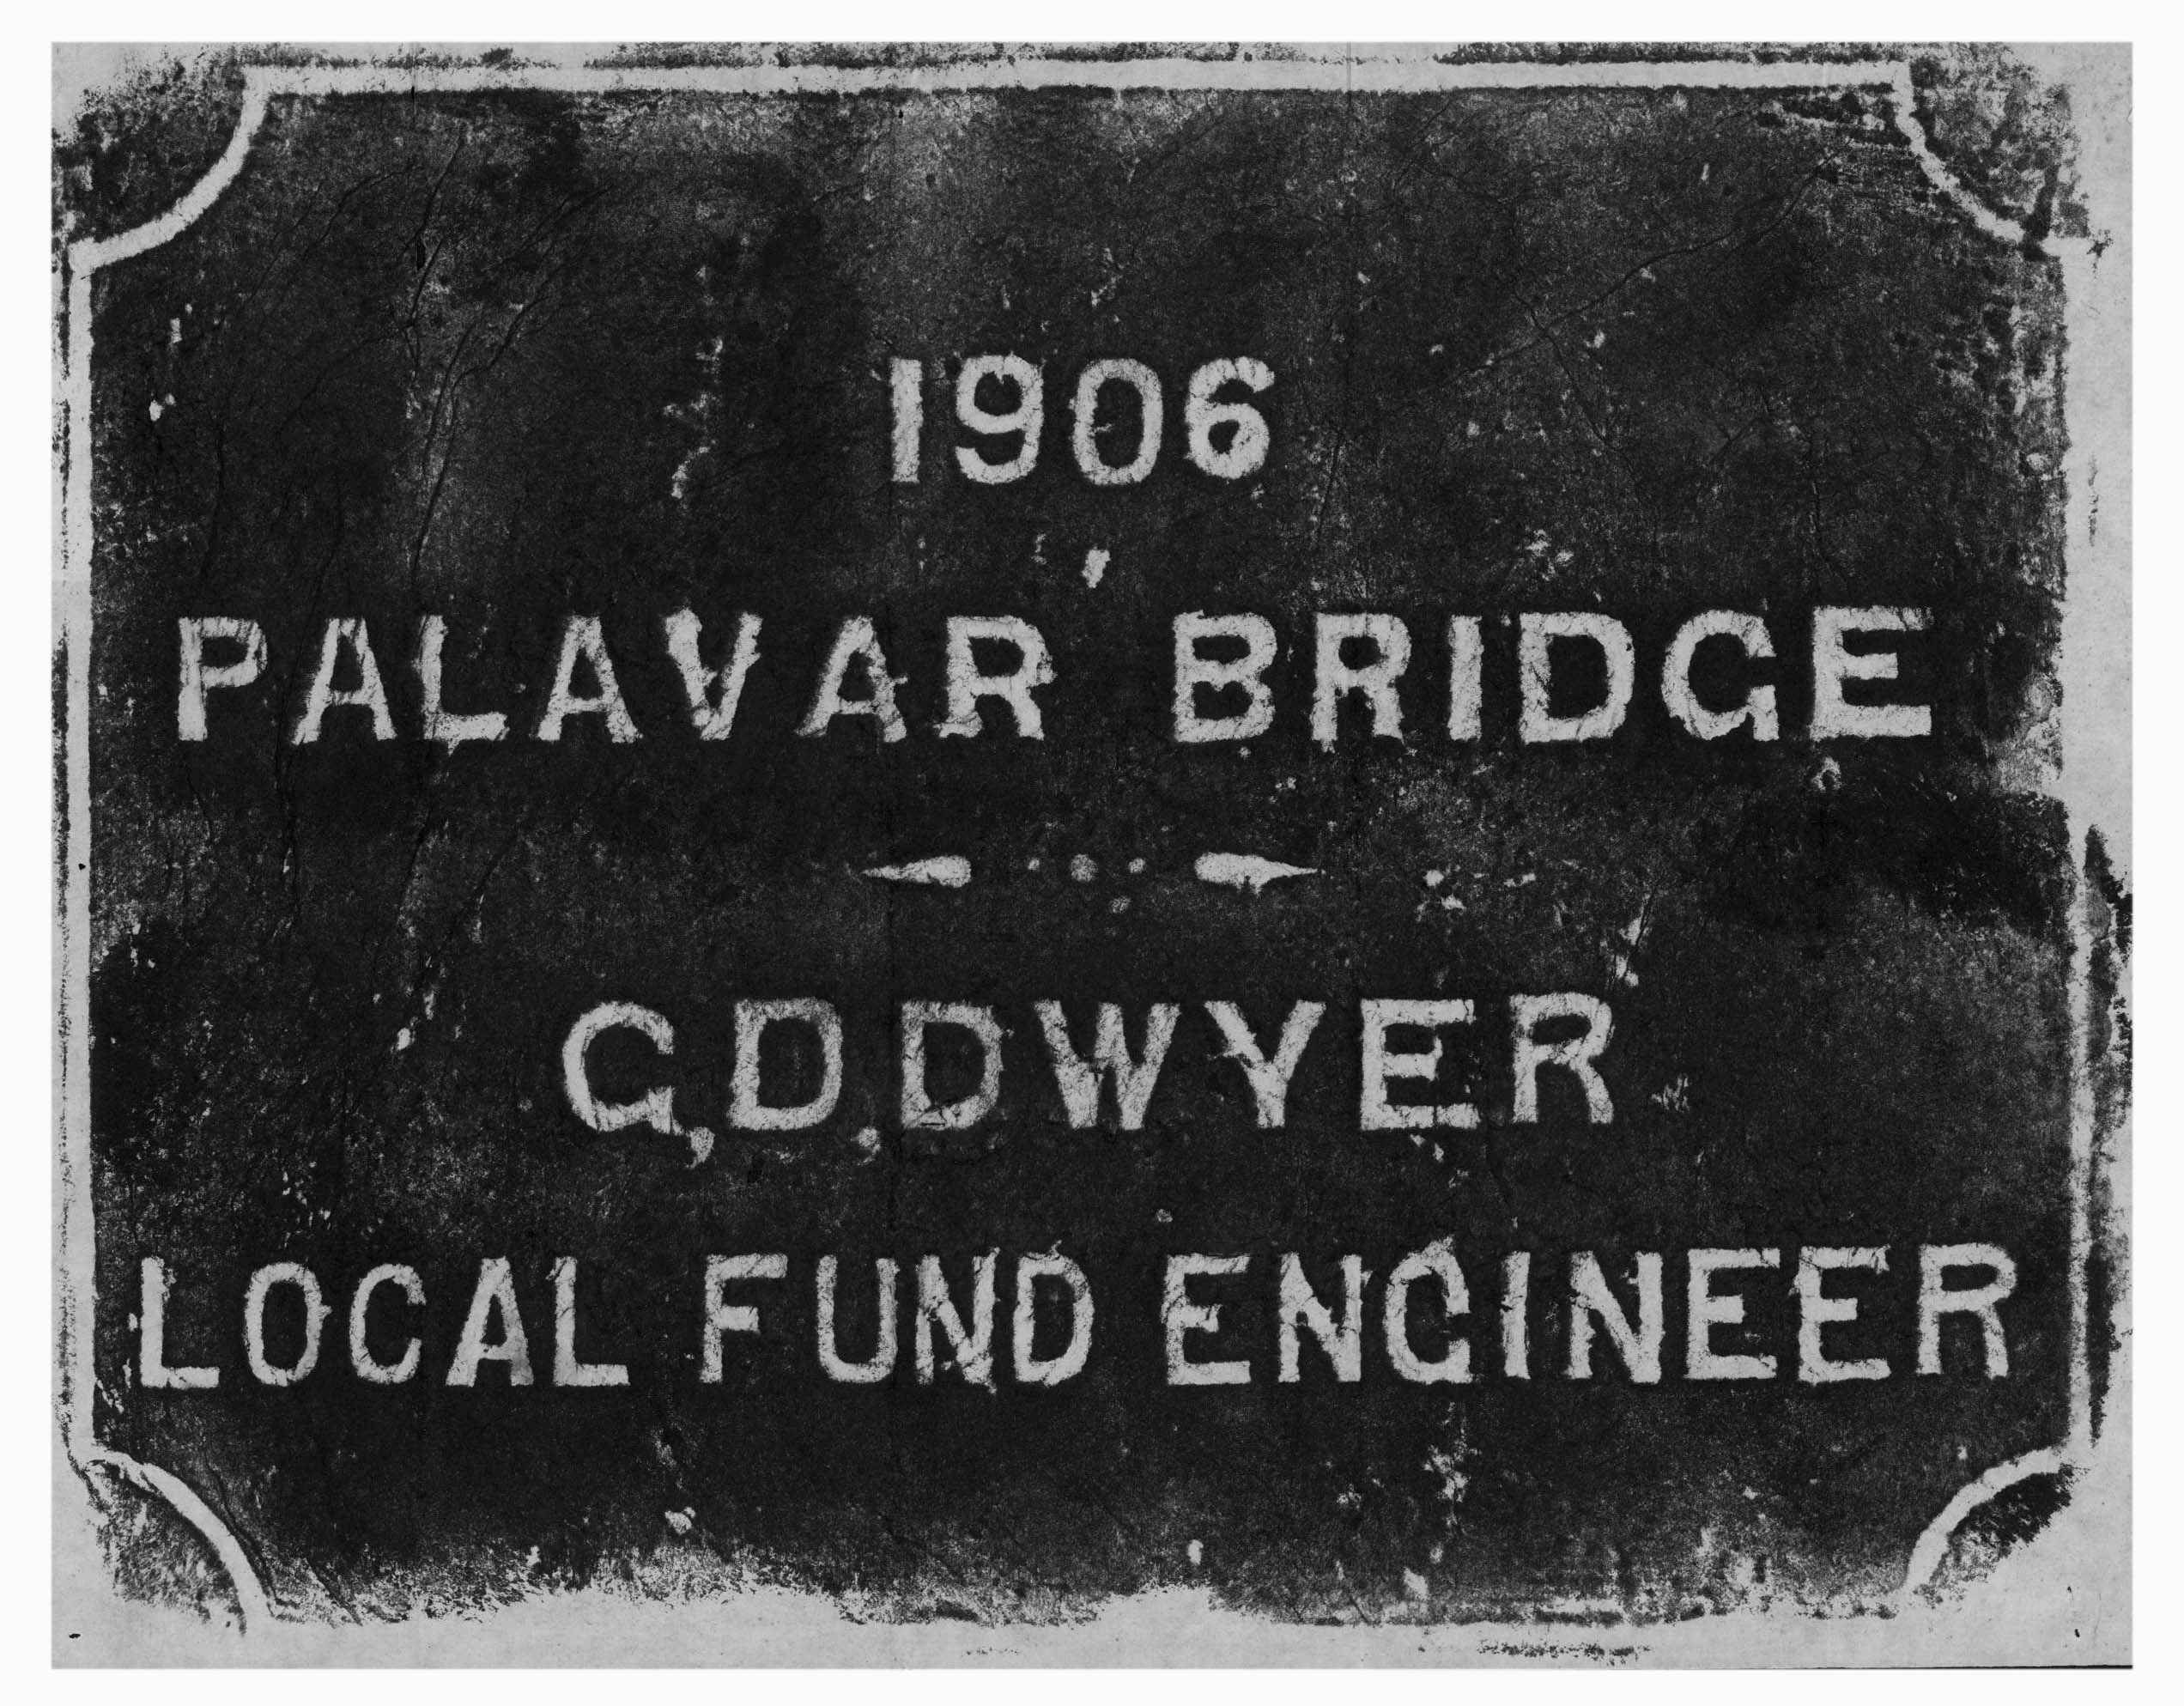 1906
PALAVAR BRIDGE
G,D,DWYER
LOCAL FUND ENGINEER